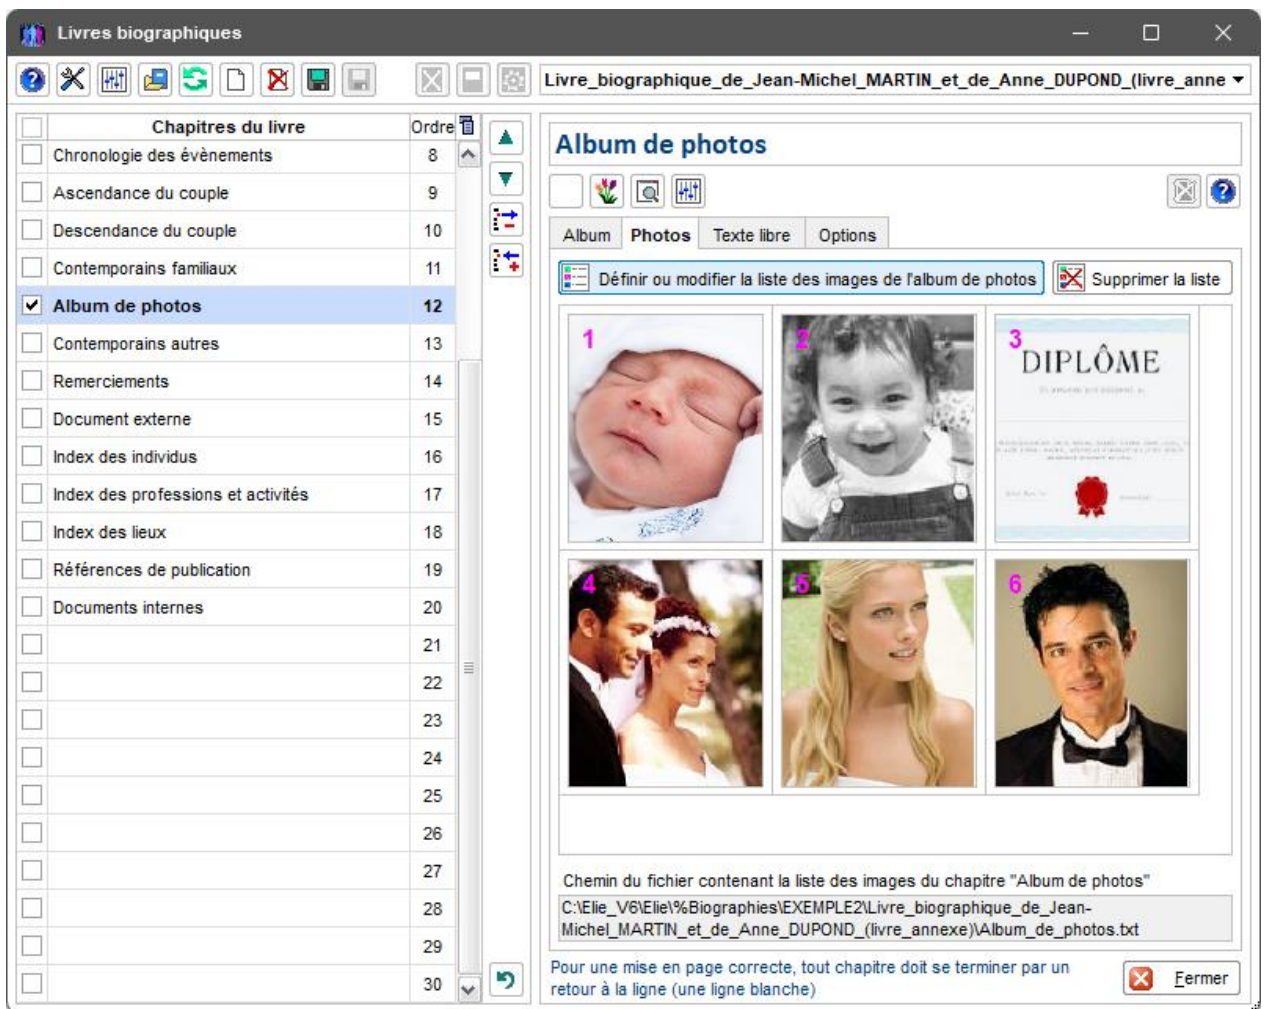 Livres biographiques
Livre_biographique_de_Jean-Michel_MARTIN_et_de_Anne_DUPOND_(livre_anne
Chapitres du livre Ordre
Chronologie des évènements 8
Ascendance du couple 9
Descendance du couple 10
Contemporains familiaux 11
Album de photos 12
Contemporains autres 13
Remerciements 14
Document externe 15
Index des individus 16
Index des professions et activités 17
Index des lieux 18
Références de publication 19
Documents internes 20
21
22
23
24
25
26
27
28
29
30
Album de photos
Album Photos Texte libre Options
Définir ou modifier la liste des images de l'album de photos Supprimer la liste
1 2 3
DIPLÔME
4 5 6
Chemin du fichier contenant la liste des images du chapitre "Album de photos"
C:\Elie_V6\Elie\%Biographies\EXEMPLE2\Livre_biographique_de_Jean-
Michel_MARTIN_et_de_Anne_DUPOND_(livre_annexe)\Album_de_photos.txt
Pour une mise en page correcte, tout chapitre doit se terminer par un
retour à la ligne (une ligne blanche)
Fermer